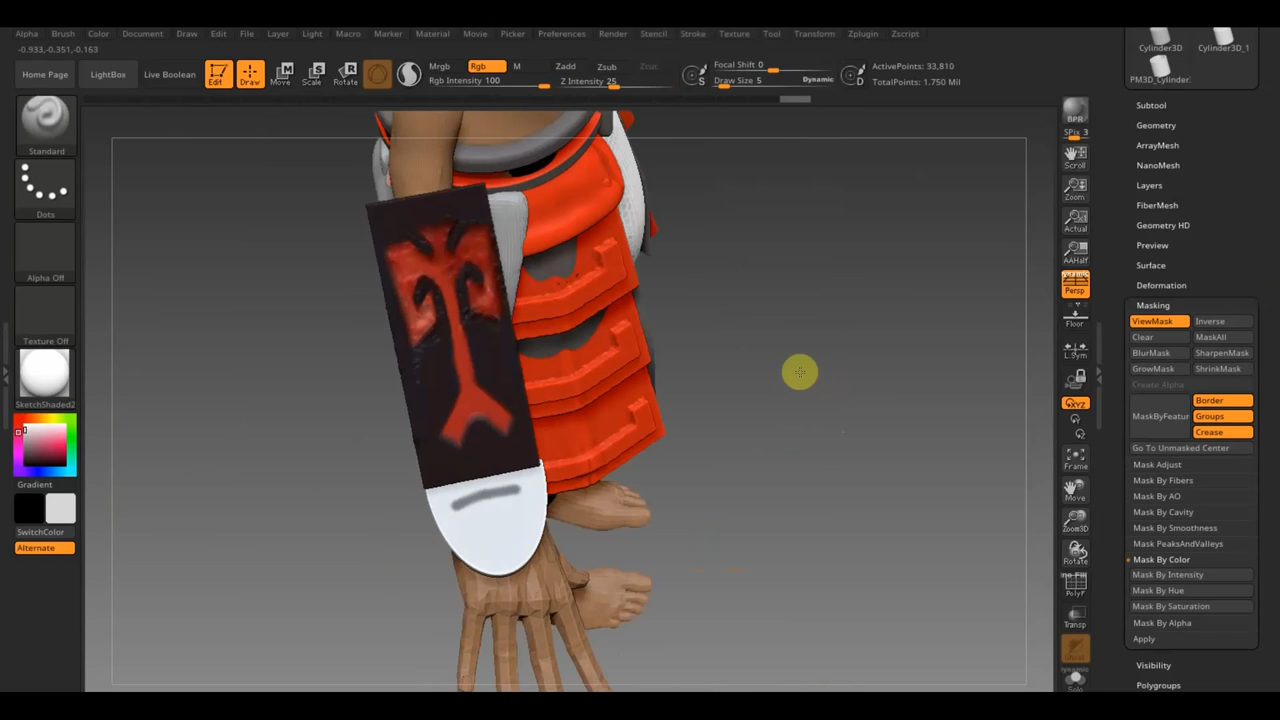 Alpha Brush Color Document Draw Edit File Layer Light Macro Marker Material Movie Picker Preferences Render Stencil Stroke Texture Tool Transform Zplugin Zscript
-0.933,-0.351,-0.163
Home Page LightBox Live Boolean Edit Draw Move Scale Rotate
Mrgb Rgb M Zadd Zsub Zcut
Rgb Intensity 100 Z Intensity 25
Focal Shift 0
Draw Size 5 Dynamic
ActivePoints: 33,810
TotalPoints: 1.750 Mil
Standard
Dots
Alpha Off
Texture Off
SketchShaded2
Gradient
SwitchColor
Alternate
BPR
SPix 3
Scroll
Zoom
Actual
AAHalf
Persp
Floor
L.Sym
XYZ
Frame
Move
Zoom3D
Rotate
PolyF
Transp
Dynamic
Solo
Cylinder3D Cylinder3D_1
Subtool
Geometry
ArrayMesh
NanoMesh
Layers
FiberMesh
Geometry HD
Preview
Surface
Deformation
Masking
ViewMask Inverse
Clear MaskAll
BlurMask SharpenMask
GrowMask ShrinkMask
Create Alpha
MaskByFeatur Border
Groups
Crease
Go To Unmasked Center
Mask Adjust
Mask By Fibers
Mask By AO
Mask By Cavity
Mask By Smoothness
Mask PeaksAndValleys
Mask By Color
Mask By Intensity
Mask By Hue
Mask By Saturation
Mask By Alpha
Apply
Visibility
Polygroups